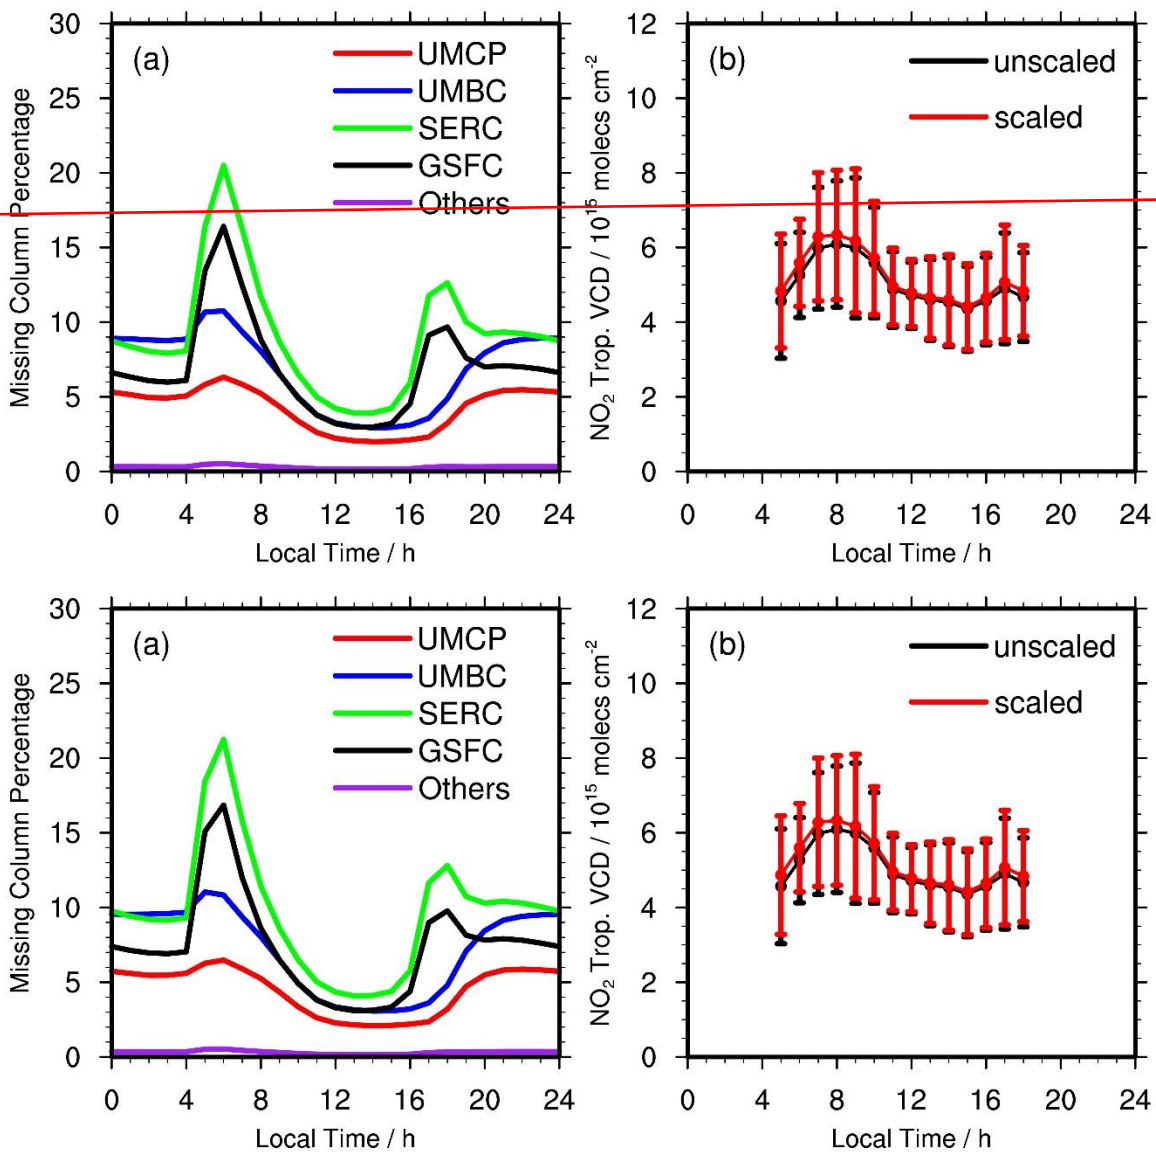 (a)
UMCP
UMBC
SERC
GSFC
Others
Missing Column Percentage
30
25
20
15
10
5
0
0 4 8 12 16 20 24
Local Time / h
(b)
unscaled
scaled
NO2 Trop. VCD / 10^15 molecs cm^-2
12
10
8
6
4
2
0
0 4 8 12 16 20 24
Local Time / h
(a)
UMCP
UMBC
SERC
GSFC
Others
Missing Column Percentage
30
25
20
15
10
5
0
0 4 8 12 16 20 24
Local Time / h
(b)
unscaled
scaled
NO2 Trop. VCD / 10^15 molecs cm^-2
12
10
8
6
4
2
0
0 4 8 12 16 20 24
Local Time / h